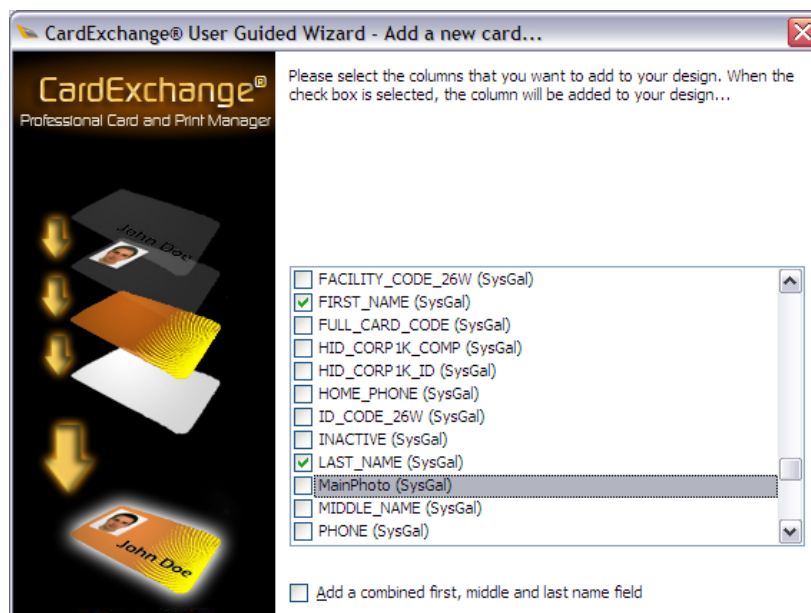 CardExchange® User Guided Wizard - Add a new card...
CardExchange®
Professional Card and Print Manager
Please select the columns that you want to add to your design. When the
check box is selected, the column will be added to your design...
John Doe
FACILITY_CODE_26W (SysGal)
FIRST_NAME (SysGal)
FULL_CARD_CODE (SysGal)
HID_CORP1K_COMP (SysGal)
HID_CORP1K_ID (SysGal)
HOME_PHONE (SysGal)
ID_CODE_26W (SysGal)
INACTIVE (SysGal)
LAST_NAME (SysGal)
MainPhoto (SysGal)
MIDDLE_NAME (SysGal)
PHONE (SysGal)
John Doe
Add a combined first, middle and last name field